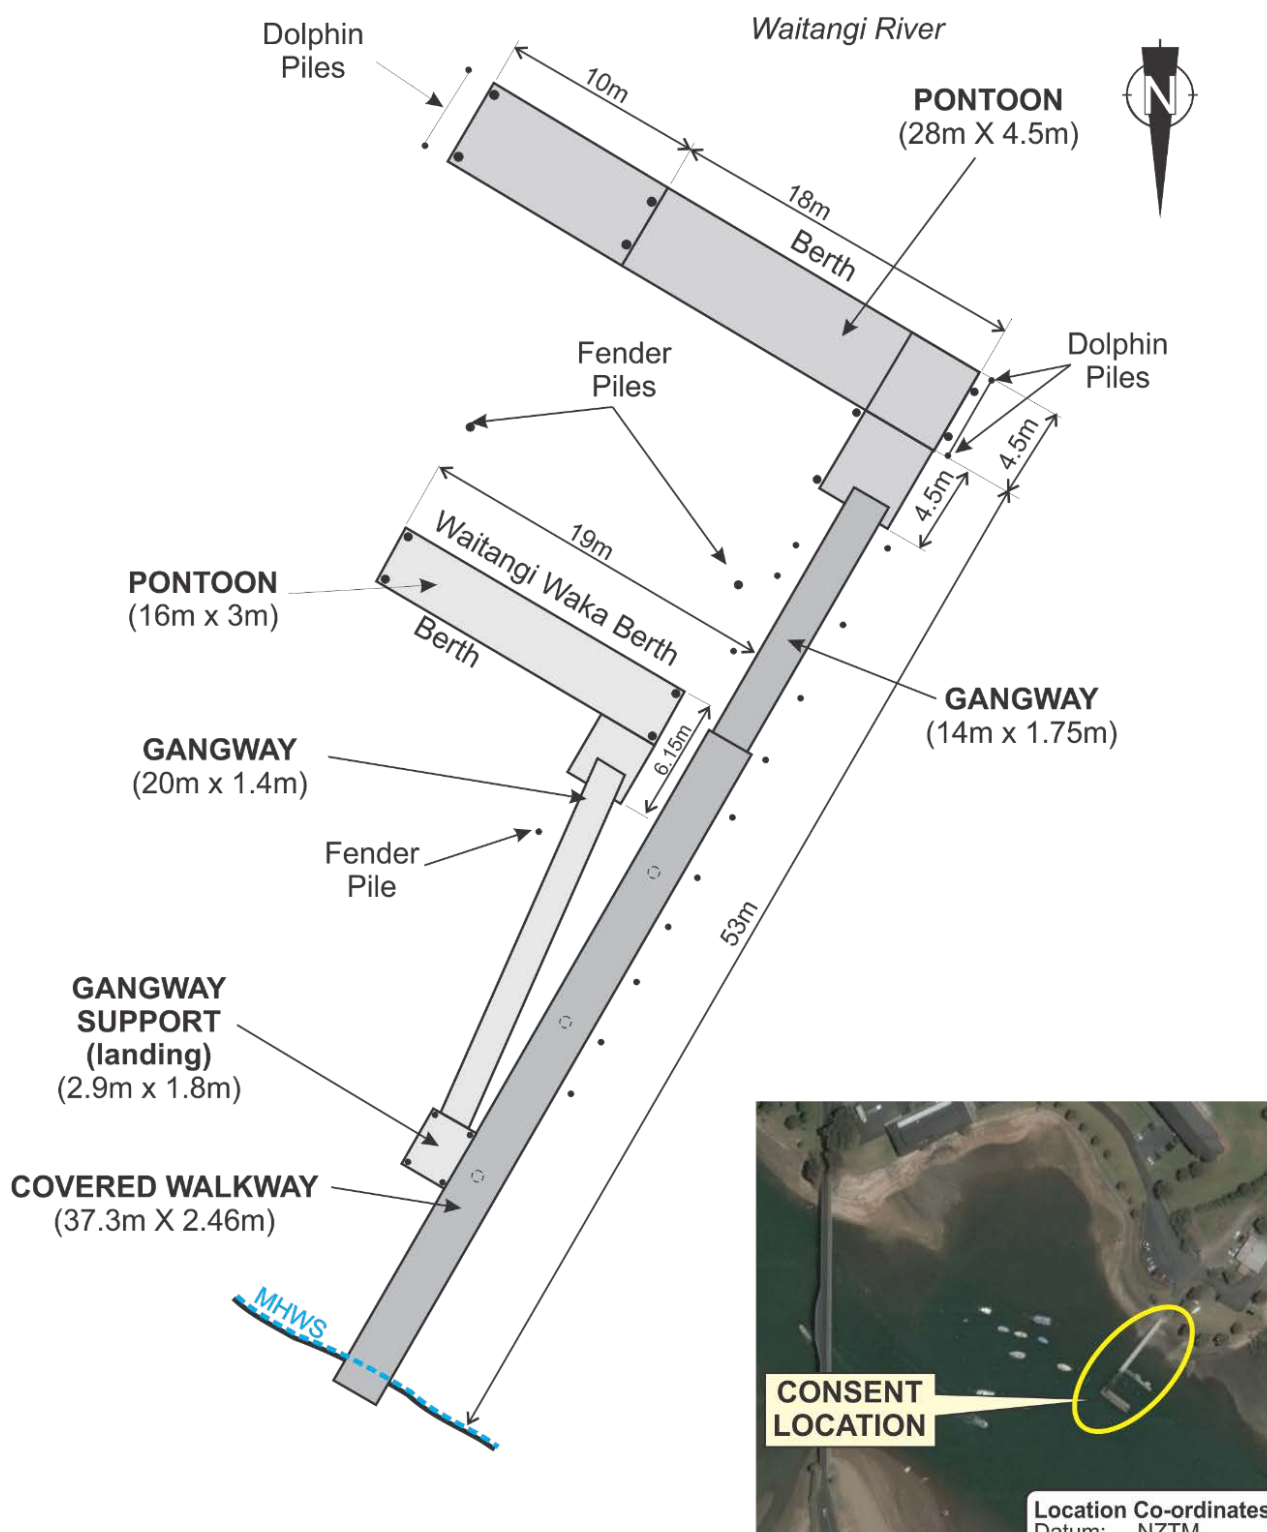 Waitangi River
Dolphin
Piles
10m
PONTOON
(28m X 4.5m)
N
18m
Berth
Fender
Piles
Dolphin
Piles
4.5m
4.5m
19m
Waitangi Waka Berth
PONTOON
(16m x 3m)
Berth
GANGWAY
(14m x 1.75m)
6.15m
GANGWAY
(20m x 1.4m)
Fender
Pile
53m
GANGWAY
SUPPORT
(landing)
(2.9m x 1.8m)
COVERED WALKWAY
(37.3m X 2.46m)
MHWS
CONSENT
LOCATION
Location Co-ordinates
Datum: NZTM